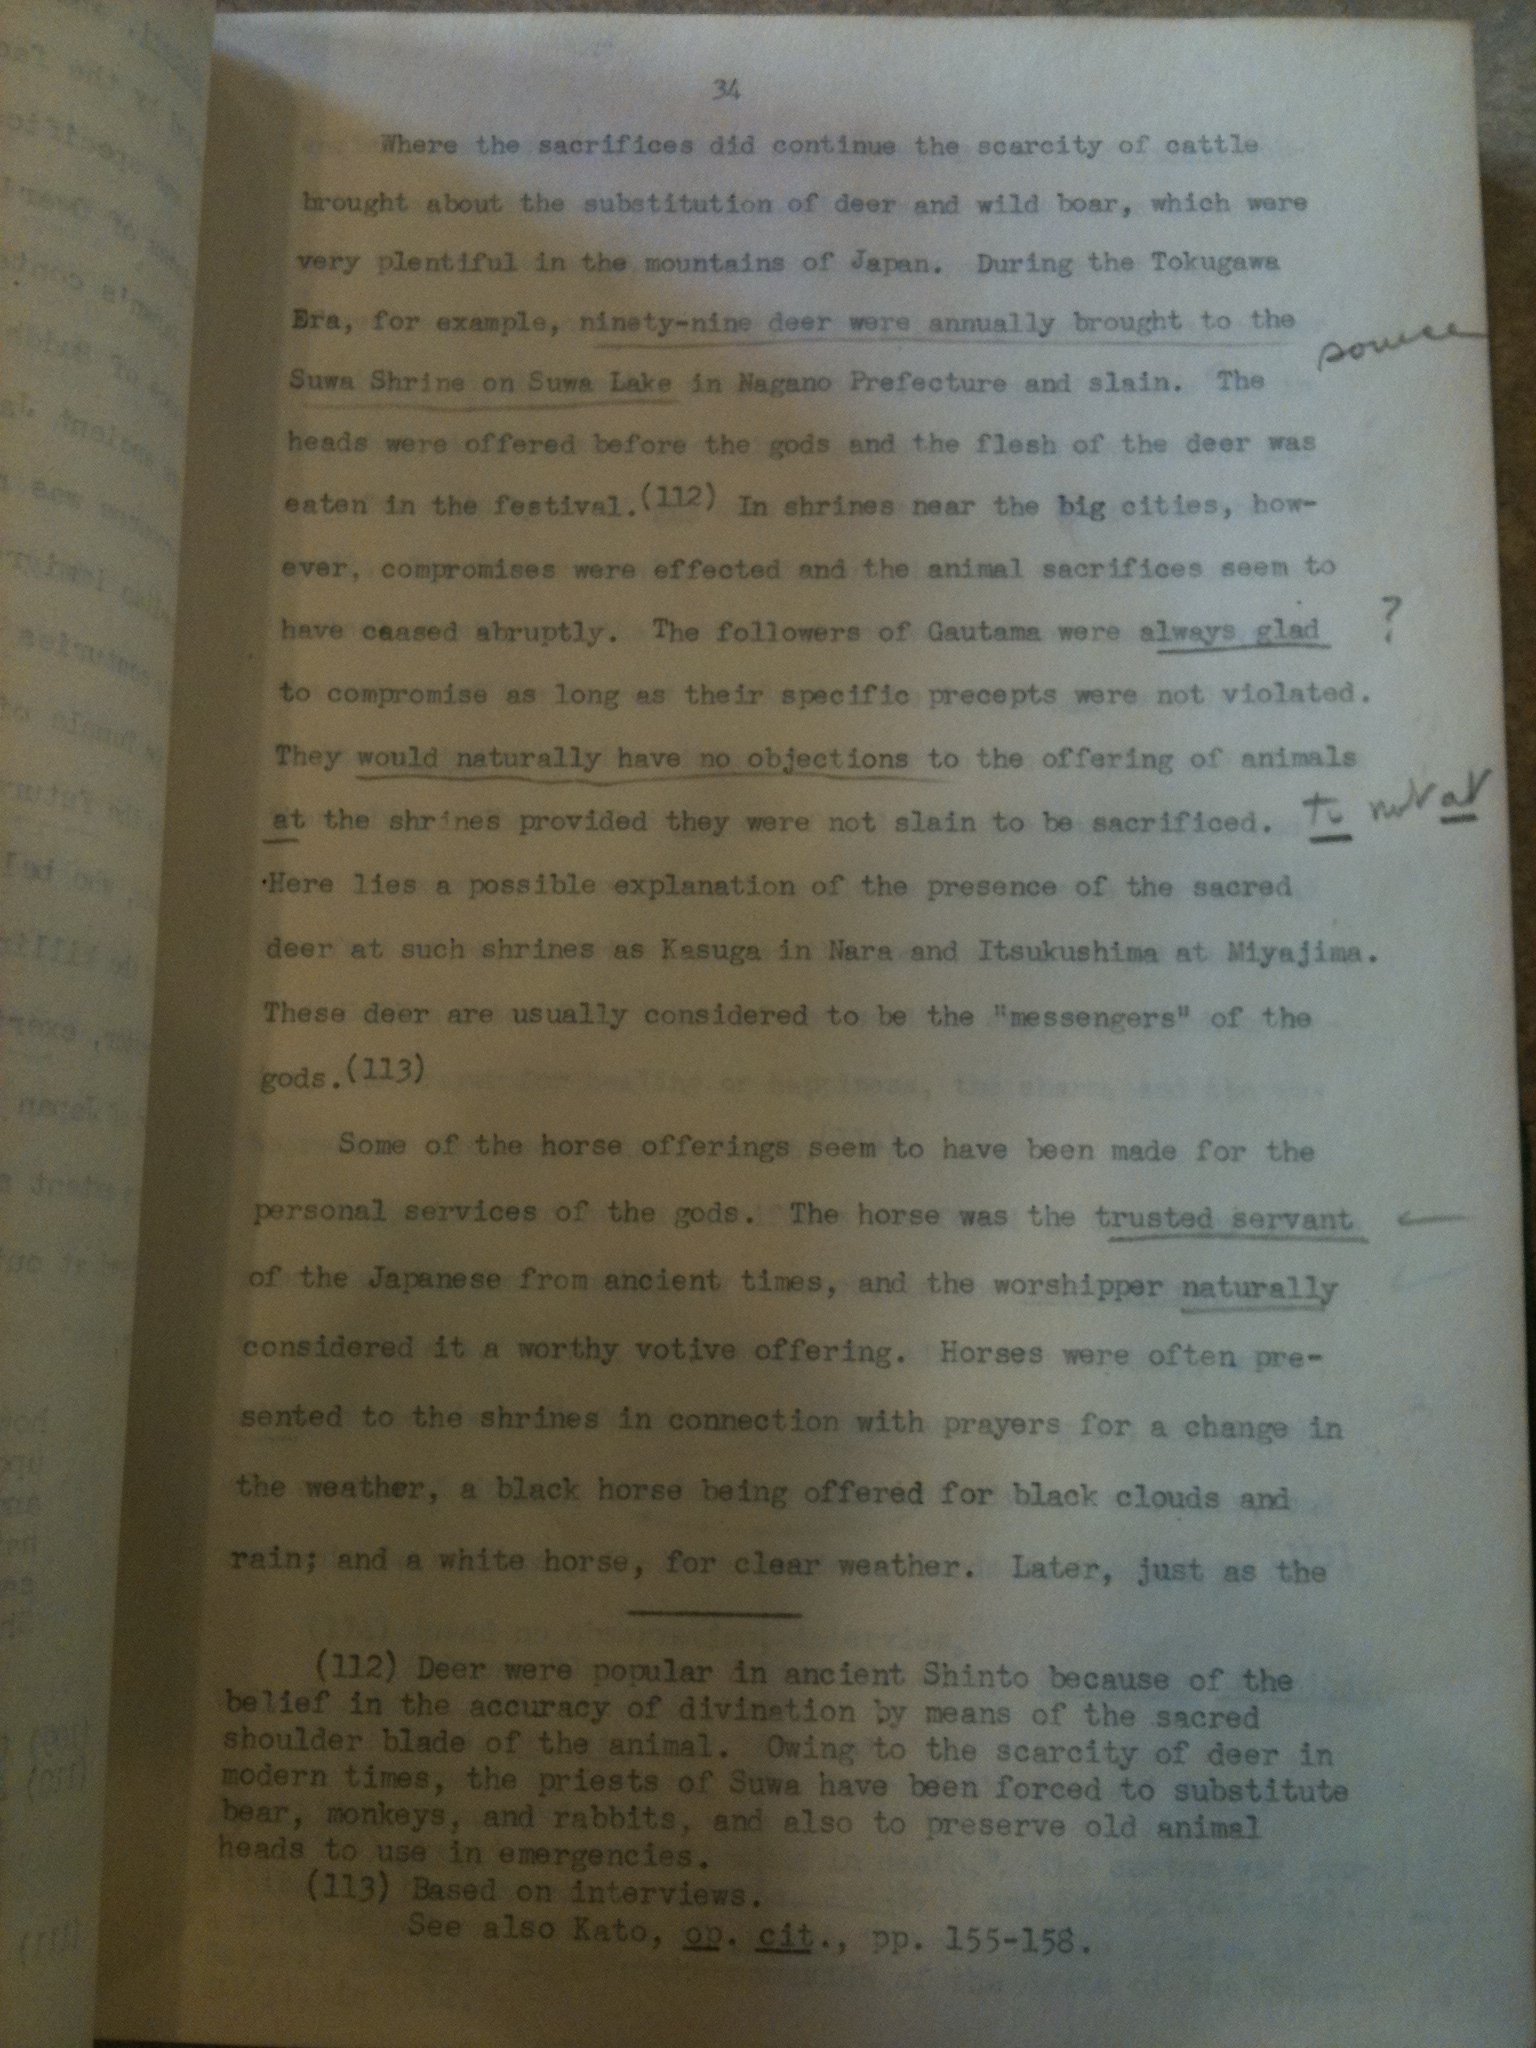 34
Where the sacrifices did continue the scarcity of cattle
brought about the substitution of deer and wild boar, which were
very plentiful in the mountains of Japan. During the Tokugawa
Era, for example, ninety-nine deer were annually brought to the
source
Suwa Shrine on Suwa Lake in Nagano Prefecture and slain. The
heads were offered before the gods and the flesh of the deer was
eaten in the festival.(112) In shrines near the big cities, how-
ever, compromises were effected and the animal sacrifices seem to
have ceased abruptly. The followers of Gautama were always glad ?
to compromise as long as their specific precepts were not violated.
They would naturally have no objections to the offering of animals
at the shrines provided they were not slain to be sacrificed. to not at
Here lies a possible explanation of the presence of the sacred
deer at such shrines as Kasuga in Nara and Itsukushima at Miyajima.
These deer are usually considered to be the "messengers" of the
gods.(113)
Some of the horse offerings seem to have been made for the
personal services of the gods. The horse was the trusted servant
of the Japanese from ancient times, and the worshipper naturally
considered it a worthy votive offering. Horses were often pre-
sented to the shrines in connection with prayers for a change in
the weather, a black horse being offered for black clouds and
rain; and a white horse, for clear weather. Later, just as the
(112) Deer were popular in ancient Shinto because of the
belief in the accuracy of divination by means of the sacred
shoulder blade of the animal. Owing to the scarcity of deer in
modern times, the priests of Suwa have been forced to substitute
bear, monkeys, and rabbits, and also to preserve old animal
heads to use in emergencies.
(113) Based on interviews.
See also Kato, op. cit., pp. 155-158.